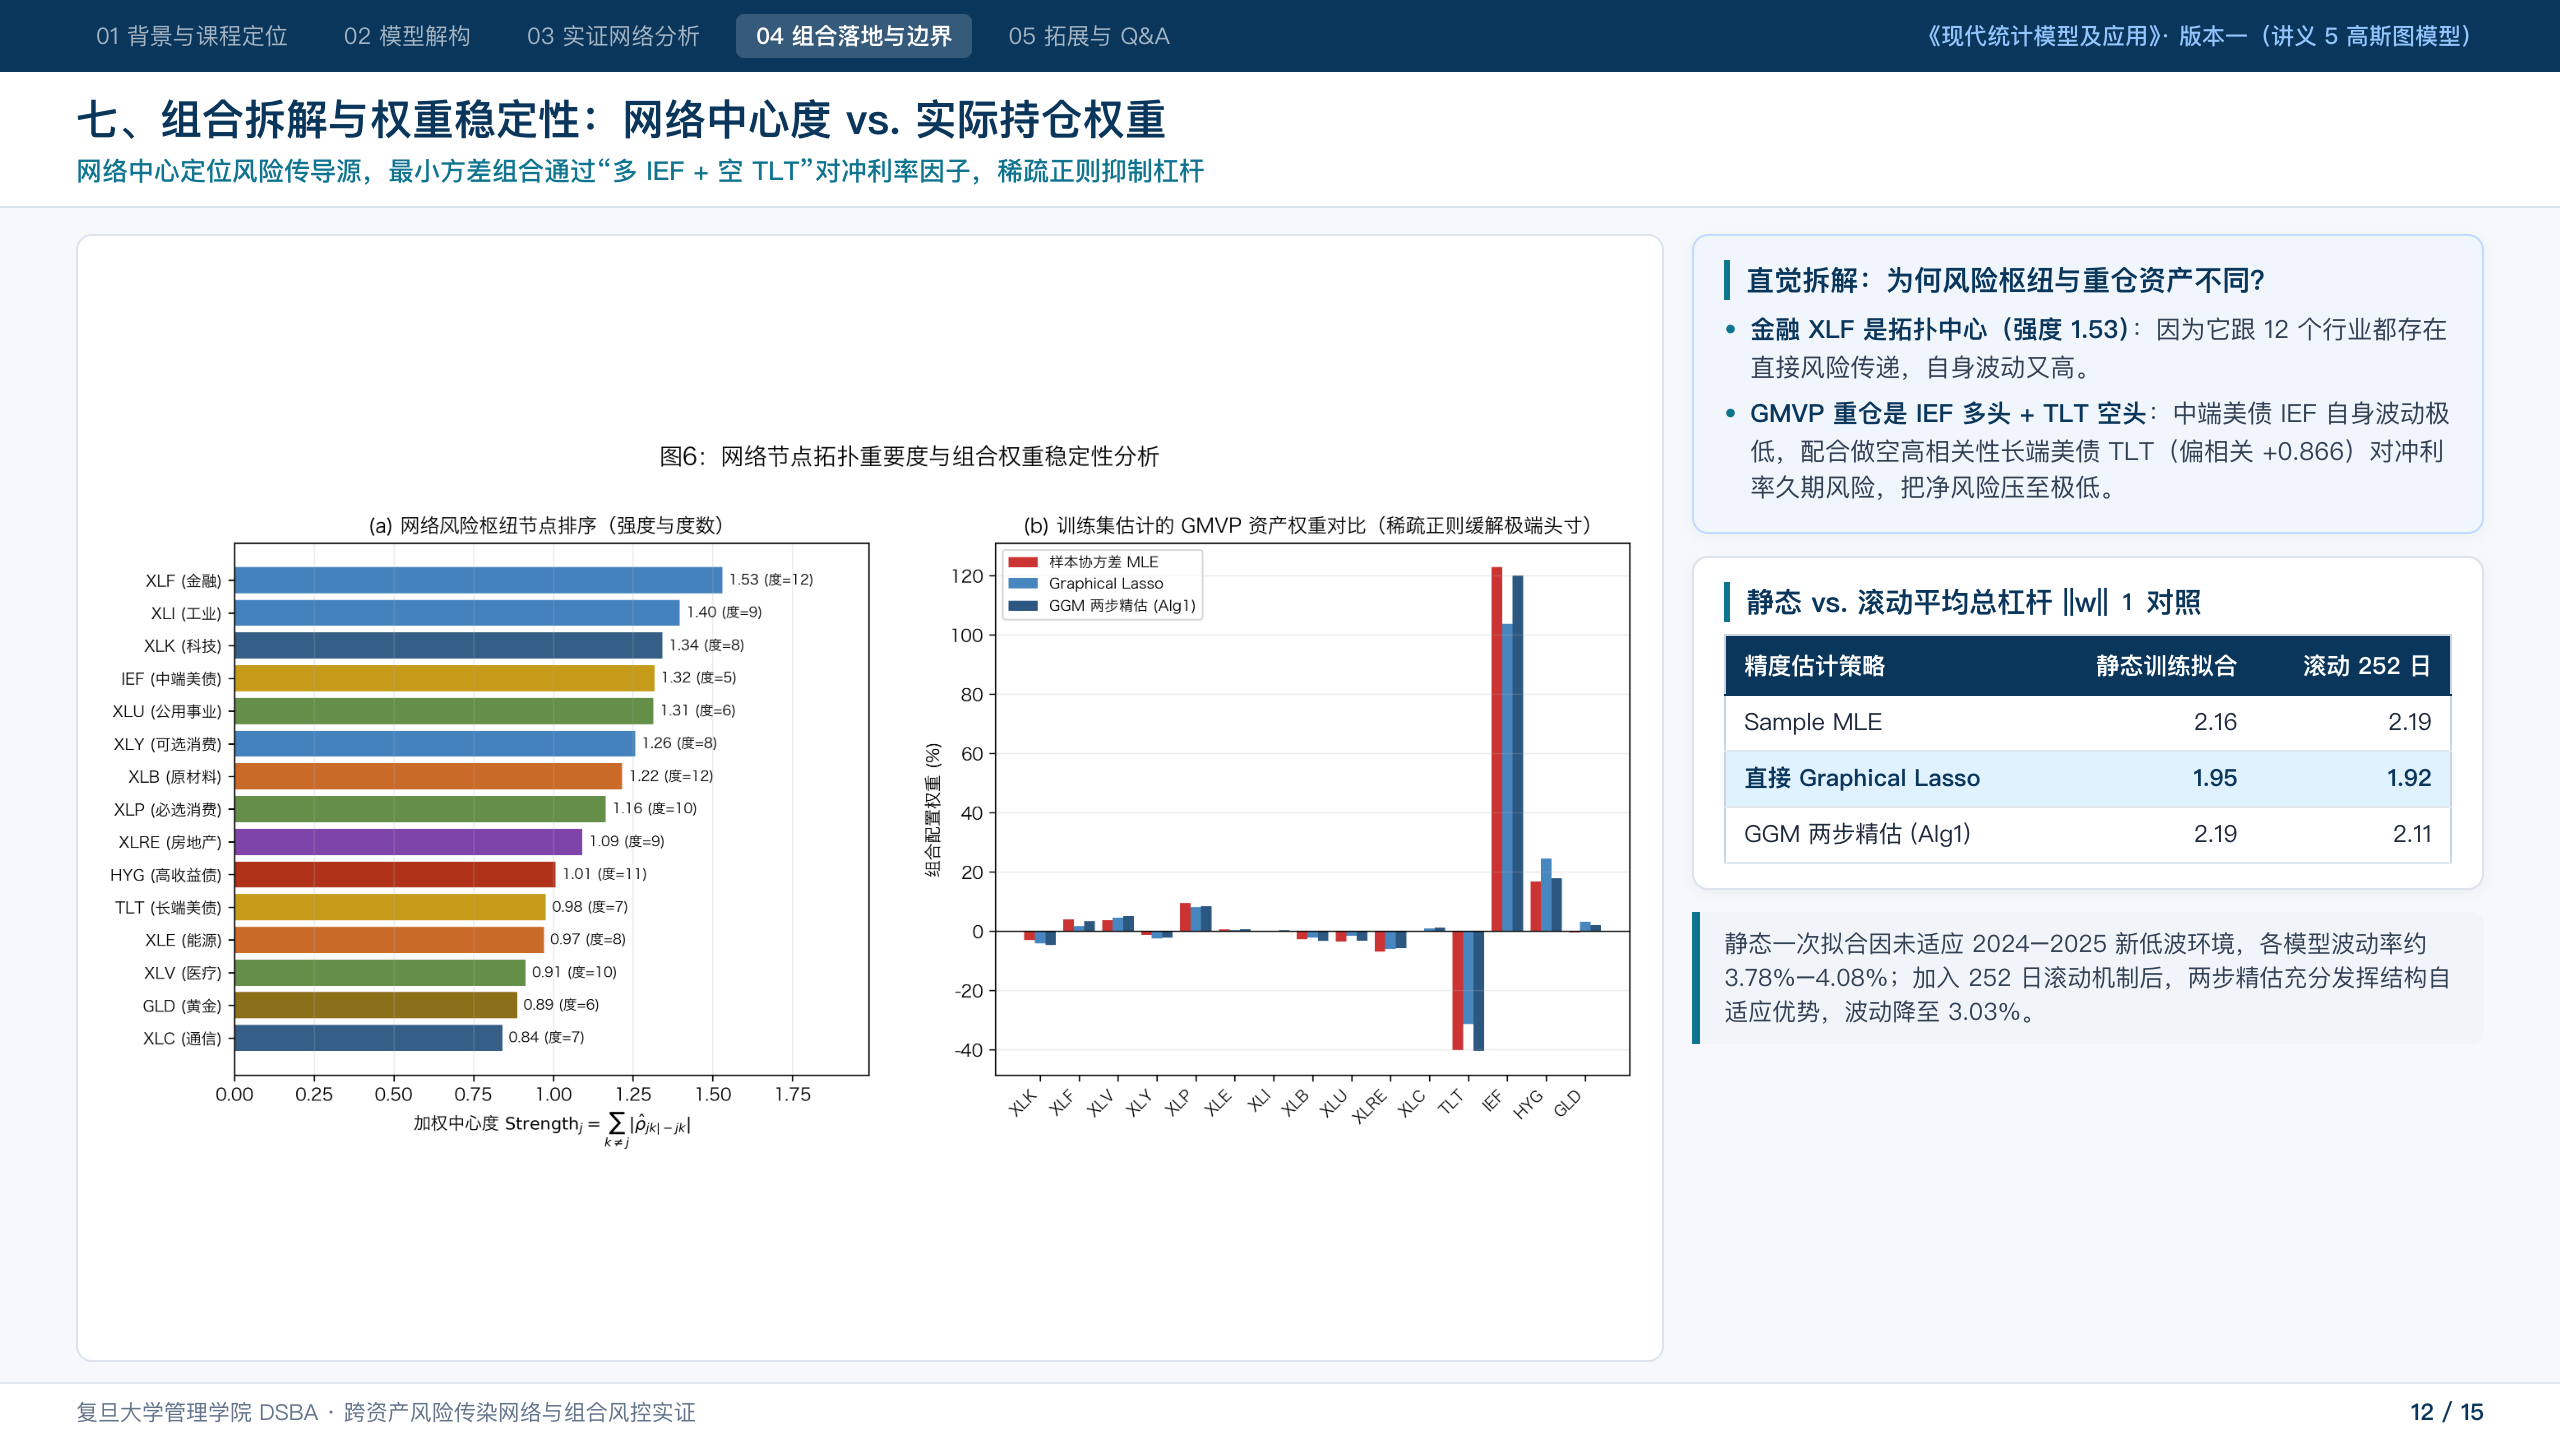 01 背景与课程定位
02 模型解构
03 实证网络分析
04 组合落地与边界
05 拓展与 Q&A
《现代统计模型及应用》· 版本一（讲义 5 高斯图模型）
七、组合拆解与权重稳定性：网络中心度 vs. 实际持仓权重
网络中心定位风险传导源，最小方差组合通过“多 IEF + 空 TLT”对冲利率因子，稀疏正则抑制杠杆
图6：网络节点拓扑重要度与组合权重稳定性分析
(a) 网络风险枢纽节点排序（强度与度数）
XLF (金融)
1.53 (度=12)
XLI (工业)
1.40 (度=9)
XLK (科技)
1.34 (度=8)
IEF (中端美债)
1.32 (度=5)
XLU (公用事业)
1.31 (度=6)
XLY (可选消费)
1.26 (度=8)
XLB (原材料)
1.22 (度=12)
XLP (必选消费)
1.16 (度=10)
XLRE (房地产)
1.09 (度=9)
HYG (高收益债)
1.01 (度=11)
TLT (长端美债)
0.98 (度=7)
XLE (能源)
0.97 (度=8)
XLV (医疗)
0.91 (度=10)
GLD (黄金)
0.89 (度=6)
XLC (通信)
0.84 (度=7)
0.00 0.25 0.50 0.75 1.00 1.25 1.50 1.75
加权中心度 Strength_j = ∑_{k≠j} |ρ̂_{jk|−jk}|
(b) 训练集估计的 GMVP 资产权重对比（稀疏正则缓解极端头寸）
样本协方差 MLE
Graphical Lasso
GGM 两步精估 (Alg1)
组合配置权重 (%)
120
100
80
60
40
20
0
-20
-40
XLK XLF XLV XLY XLP XLE XLI XLB XLU XLRE XLC TLT IEF HYG GLD
直觉拆解：为何风险枢纽与重仓资产不同？
• 金融 XLF 是拓扑中心（强度 1.53）：因为它跟 12 个行业都存在
直接风险传递，自身波动又高。
• GMVP 重仓是 IEF 多头 + TLT 空头：中端美债 IEF 自身波动极
低，配合做空高相关性长端美债 TLT（偏相关 +0.866）对冲利
率久期风险，把净风险压至极低。
静态 vs. 滚动平均总杠杆 ‖w‖ 1 对照
精度估计策略 静态训练拟合 滚动 252 日
Sample MLE 2.16 2.19
直接 Graphical Lasso 1.95 1.92
GGM 两步精估 (Alg1) 2.19 2.11
静态一次拟合因未适应 2024—2025 新低波环境，各模型波动率约
3.78%—4.08%；加入 252 日滚动机制后，两步精估充分发挥结构自
适应优势，波动降至 3.03%。
复旦大学管理学院 DSBA · 跨资产风险传染网络与组合风控实证
12 / 15